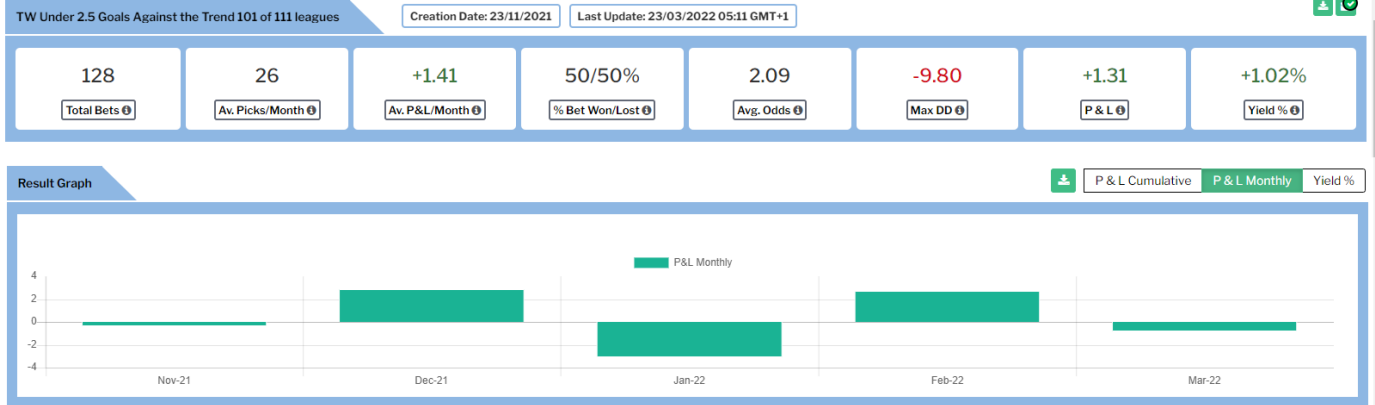 TW Under 2.5 Goals Against the Trend 101 of 111 leagues
Creation Date: 23/11/2021
Last Update: 23/03/2022 05:11 GMT+1
128
26
+1.41
50/50%
2.09
-9.80
+1.31
+1.02%
Total Bets
Av. Picks/Month
Av. P&L/Month
% Bet Won/Lost
Avg. Odds
Max DD
P & L
Yield %
Result Graph
P & L Cumulative
P & L Monthly
Yield %
P&L Monthly
4
2
0
-2
-4
Nov-21
Dec-21
Jan-22
Feb-22
Mar-22